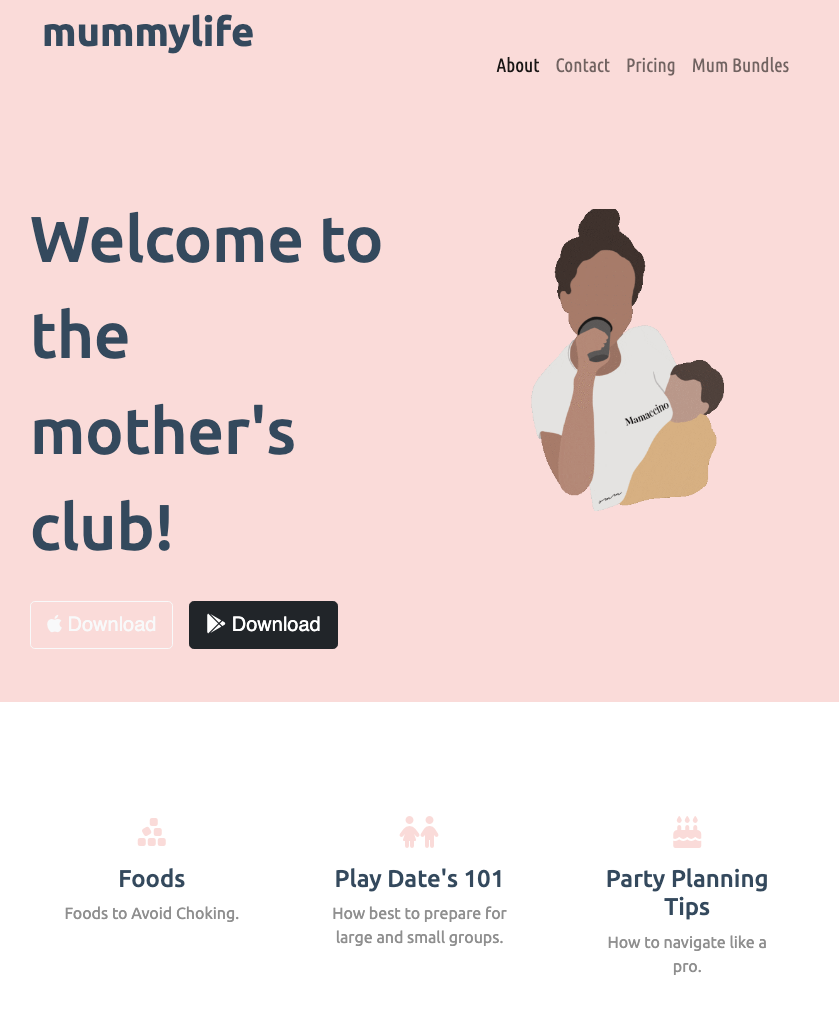 mummylife
About Contact Pricing Mum Bundles
Welcome to
the
mother's
club!
Mamaccino
Download Download
Foods
Foods to Avoid Choking.
Play Date's 101
How best to prepare for
large and small groups.
Party Planning
Tips
How to navigate like a
pro.